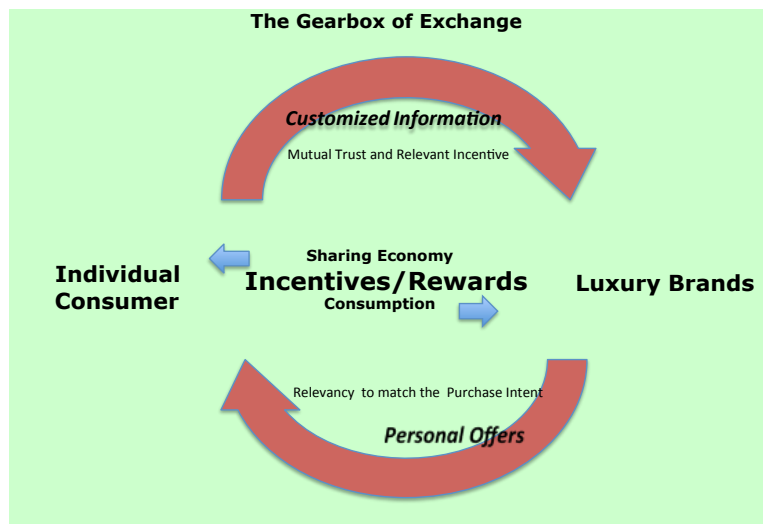 The Gearbox of Exchange
Customized Information
Mutual Trust and Relevant Incentive
Sharing Economy
Individual
Consumer
Incentives/Rewards
Luxury Brands
Consumption
Relevancy to match the Purchase Intent
Personal Offers